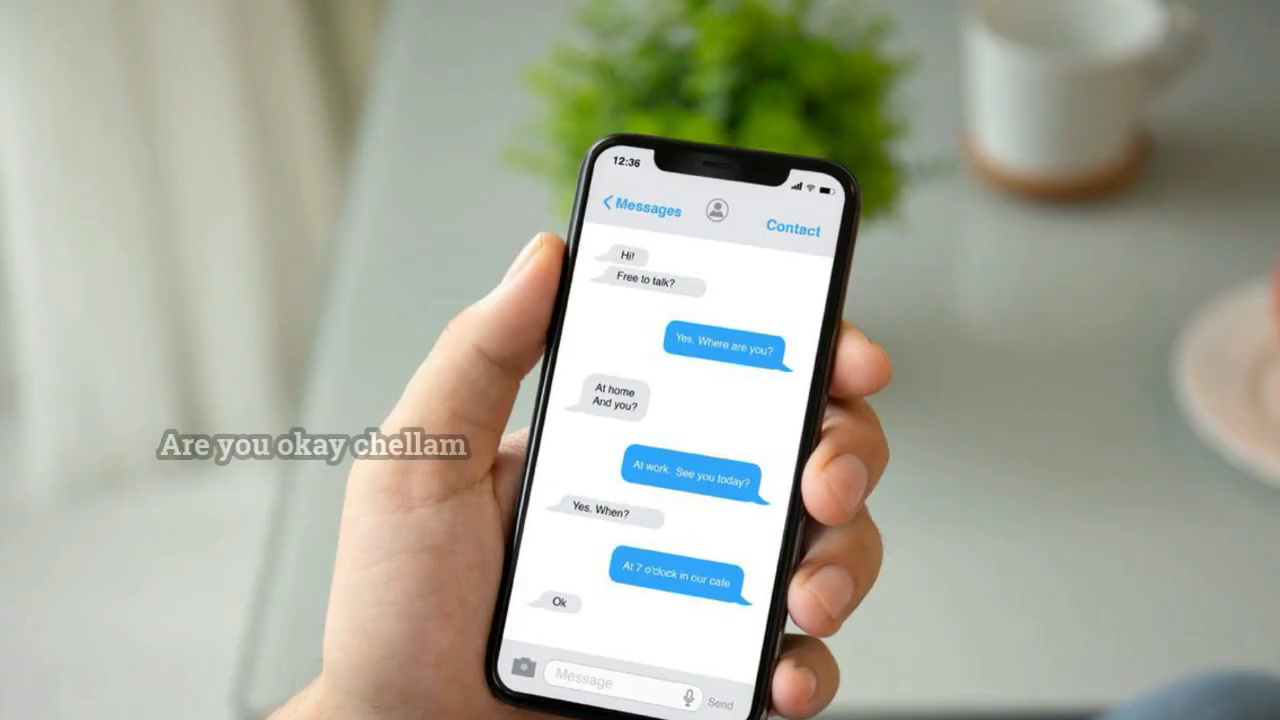 12:36
Messages
Contact
Hi!
Free to talk?
Yes. Where are you?
At home
And you?
Are you okay chellam
At work. See you today?
Yes. When?
At 7 o'clock in our cafe
Ok
Message
Send